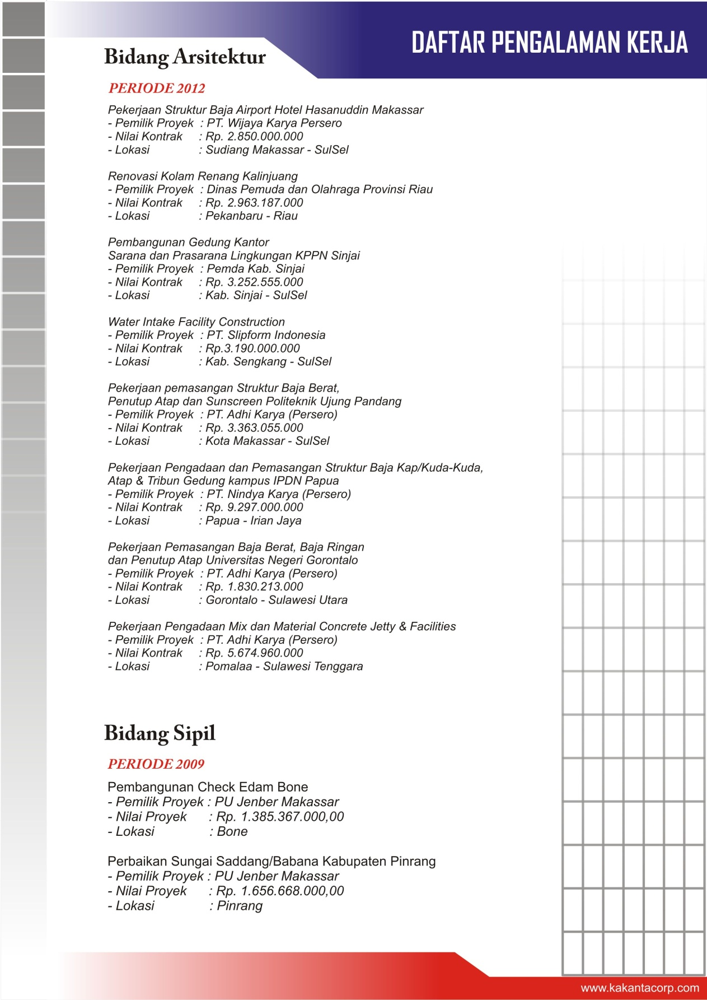 DAFTAR PENGALAMAN KERJA
Bidang Arsitektur
PERIODE 2012
Pekerjaan Struktur Baja Airport Hotel Hasanuddin Makassar
- Pemilik Proyek : PT. Wijaya Karya Persero
- Nilai Kontrak : Rp. 2.850.000.000
- Lokasi : Sudiang Makassar - SulSel
Renovasi Kolam Renang Kalinjuang
- Pemilik Proyek : Dinas Pemuda dan Olahraga Provinsi Riau
- Nilai Kontrak : Rp. 2.963.187.000
- Lokasi : Pekanbaru - Riau
Pembangunan Gedung Kantor
Sarana dan Prasarana Lingkungan KPPN Sinjai
- Pemilik Proyek : Pemda Kab. Sinjai
- Nilai Kontrak : Rp. 3.252.555.000
- Lokasi : Kab. Sinjai - SulSel
Water Intake Facility Construction
- Pemilik Proyek : PT. Slipform Indonesia
- Nilai Kontrak : Rp.3.190.000.000
- Lokasi : Kab. Sengkang - SulSel
Pekerjaan pemasangan Struktur Baja Berat,
Penutup Atap dan Sunscreen Politeknik Ujung Pandang
- Pemilik Proyek : PT. Adhi Karya (Persero)
- Nilai Kontrak : Rp. 3.363.055.000
- Lokasi : Kota Makassar - SulSel
Pekerjaan Pengadaan dan Pemasangan Struktur Baja Kap/Kuda-Kuda,
Atap & Tribun Gedung kampus IPDN Papua
- Pemilik Proyek : PT. Nindya Karya (Persero)
- Nilai Kontrak : Rp. 9.297.000.000
- Lokasi : Papua - Irian Jaya
Pekerjaan Pemasangan Baja Berat, Baja Ringan
dan Penutup Atap Universitas Negeri Gorontalo
- Pemilik Proyek : PT. Adhi Karya (Persero)
- Nilai Kontrak : Rp. 1.830.213.000
- Lokasi : Gorontalo - Sulawesi Utara
Pekerjaan Pengadaan Mix dan Material Concrete Jetty & Facilities
- Pemilik Proyek : PT. Adhi Karya (Persero)
- Nilai Kontrak : Rp. 5.674.960.000
- Lokasi : Pomalaa - Sulawesi Tenggara
Bidang Sipil
PERIODE 2009
Pembangunan Check Edam Bone
- Pemilik Proyek : PU Jenber Makassar
- Nilai Proyek : Rp. 1.385.367.000,00
- Lokasi : Bone
Perbaikan Sungai Saddang/Babana Kabupaten Pinrang
- Pemilik Proyek : PU Jenber Makassar
- Nilai Proyek : Rp. 1.656.668.000,00
- Lokasi : Pinrang
www.kakantacorp.com